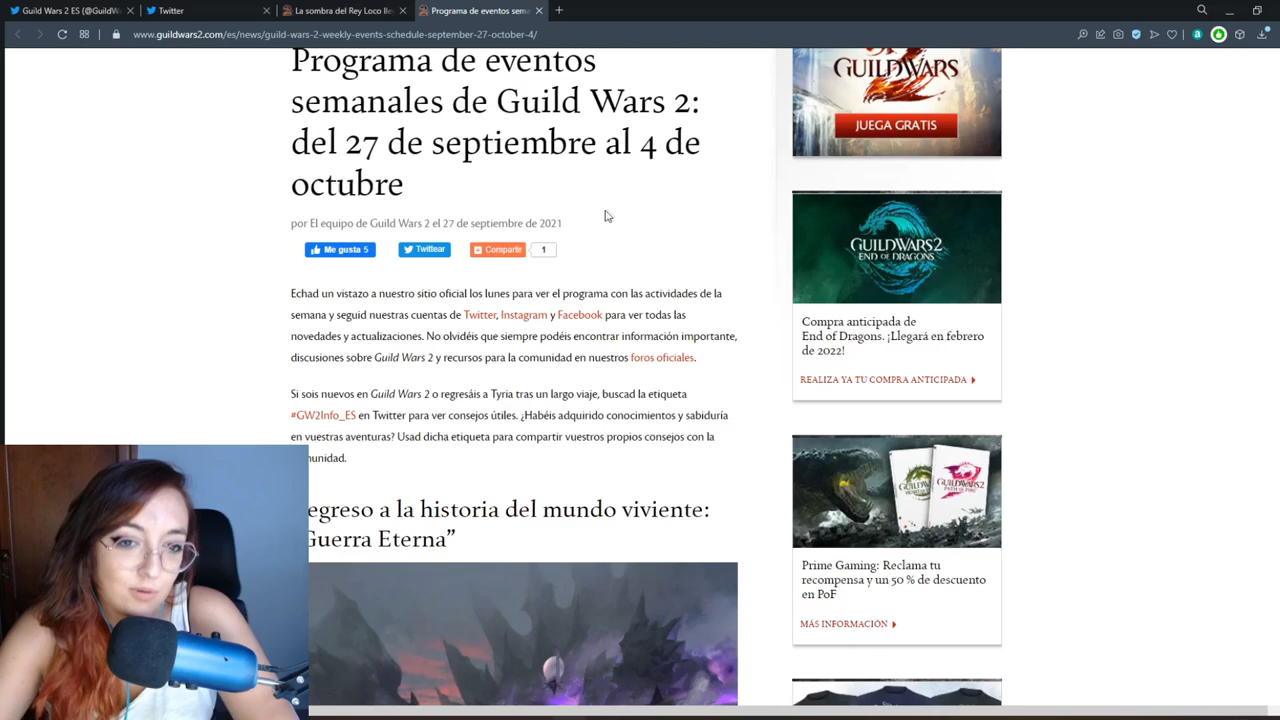 Guild Wars 2 ES (@GuildW
Twitter
La sombra del Rey Loco lle
Programa de eventos sem
www.guildwars2.com/es/news/guild-wars-2-weekly-events-schedule-september-27-october-4/
Programa de eventos
semanales de Guild Wars 2:
del 27 de septiembre al 4 de
octubre
por El equipo de Guild Wars 2 el 27 de septiembre de 2021
Me gusta 5
Twittear
Compartir
1
Echad un vistazo a nuestro sitio oficial los lunes para ver el programa con las actividades de la
semana y seguid nuestras cuentas de Twitter, Instagram y Facebook para ver todas las
novedades y actualizaciones. No olvidéis que siempre podéis encontrar información importante,
discusiones sobre Guild Wars 2 y recursos para la comunidad en nuestros foros oficiales.
Si sois nuevos en Guild Wars 2 o regresáis a Tyria tras un largo viaje, buscad la etiqueta
#GW2Info_ES en Twitter para ver consejos útiles. ¿Habéis adquirido conocimientos y sabiduría
en vuestras aventuras? Usad dicha etiqueta para compartir vuestros propios consejos con la
unidad.
egreso a la historia del mundo viviente:
Guerra Eterna”
GUILDWARS
JUEGA GRATIS
GUILDWARS2
END OF DRAGONS
Compra anticipada de
End of Dragons. ¡Llegará en febrero
de 2022!
REALIZA YA TU COMPRA ANTICIPADA
GUILDWARS2
GUILDWARS2
Prime Gaming: Reclama tu
recompensa y un 50 % de descuento
en PoF
MÁS INFORMACIÓN